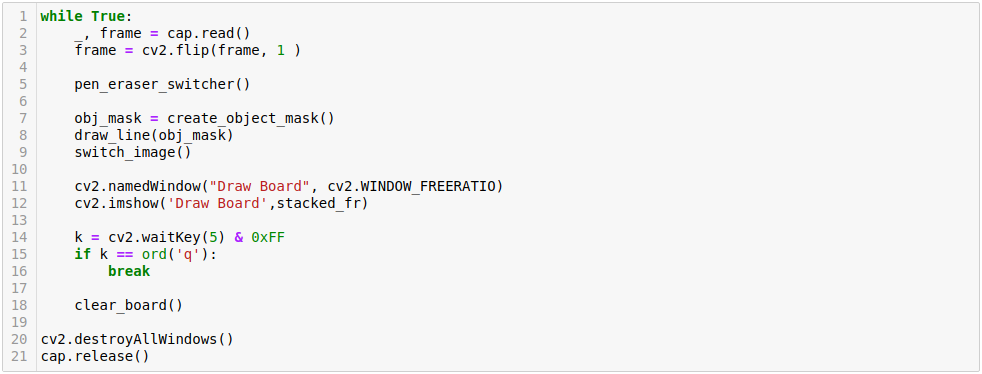 1 while True:
2     _, frame = cap.read()
3     frame = cv2.flip(frame, 1 )
4
5     pen_eraser_switcher()
6
7     obj_mask = create_object_mask()
8     draw_line(obj_mask)
9     switch_image()
10
11     cv2.namedWindow("Draw Board", cv2.WINDOW_FREERATIO)
12     cv2.imshow('Draw Board',stacked_fr)
13
14     k = cv2.waitKey(5) & 0xFF
15     if k == ord('q'):
16         break
17
18     clear_board()
19
20 cv2.destroyAllWindows()
21 cap.release()